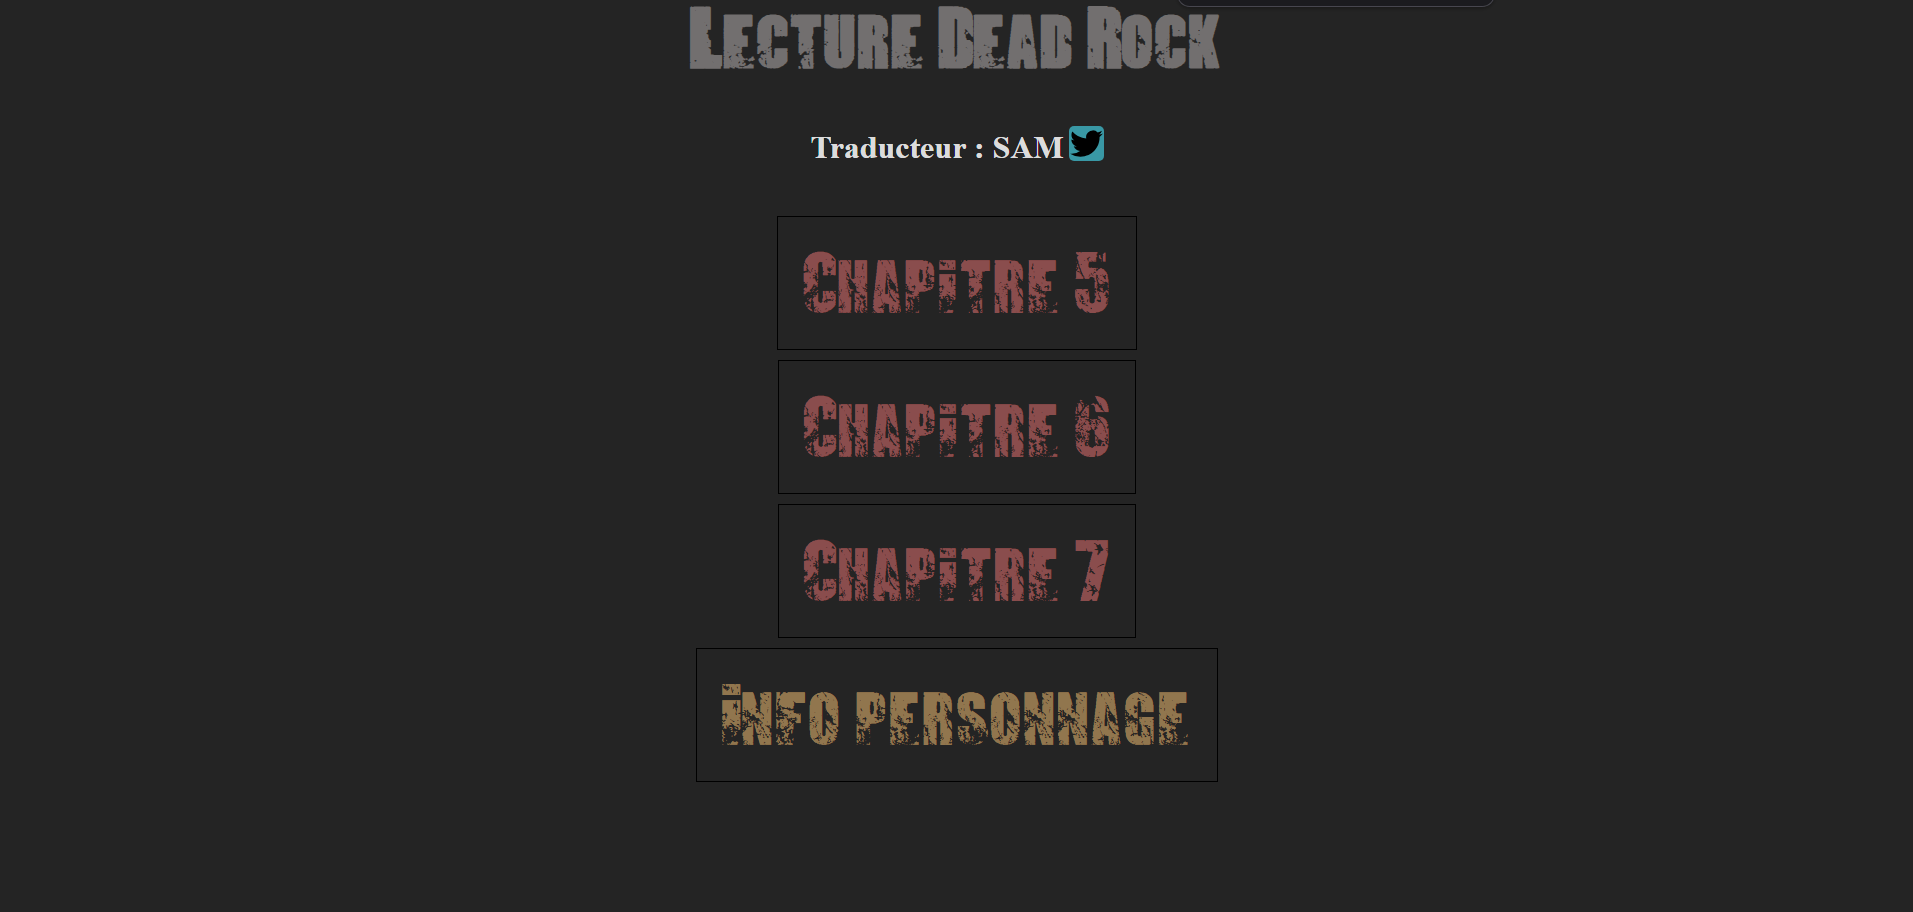 Lecture Dead Rock
Traducteur : SAM
Chapitre 5
Chapitre 6
Chapitre 7
Info personnage